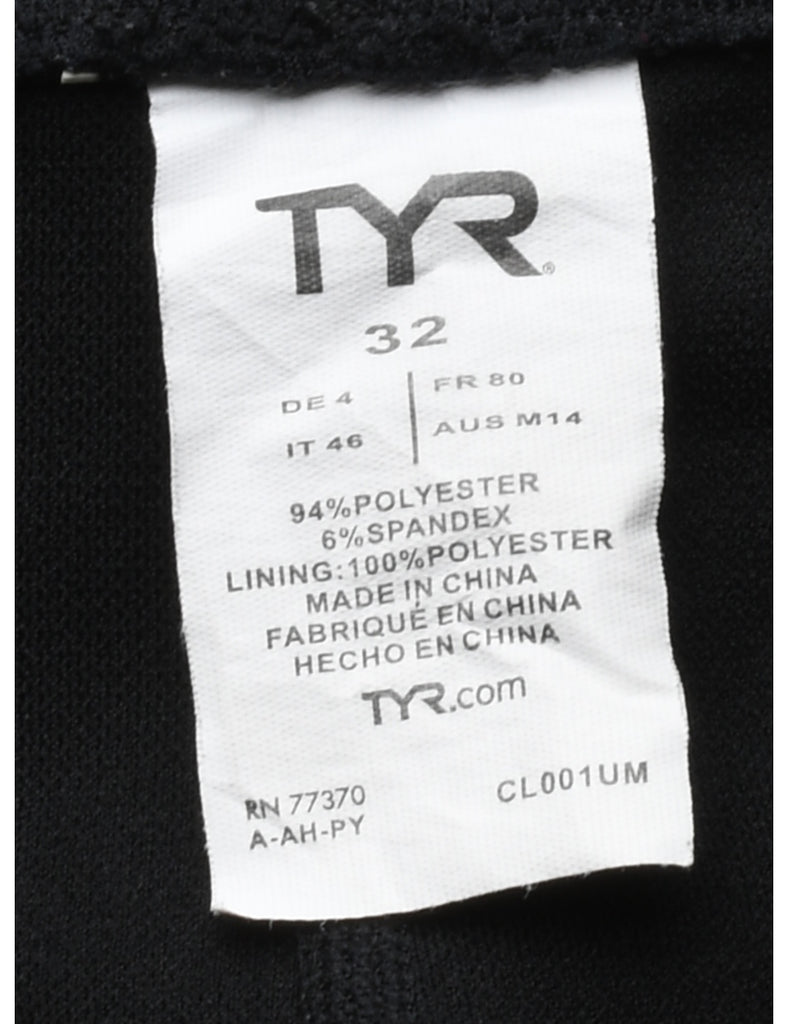 TYR®
32
DE 4 FR 80
IT 46 AUS M14
94%POLYESTER
6%SPANDEX
LINING:100%POLYESTER
MADE IN CHINA
FABRIQUÉ EN CHINA
HECHO EN CHINA
TYR.com
RN 77370 CL001UM
A-AH-PY